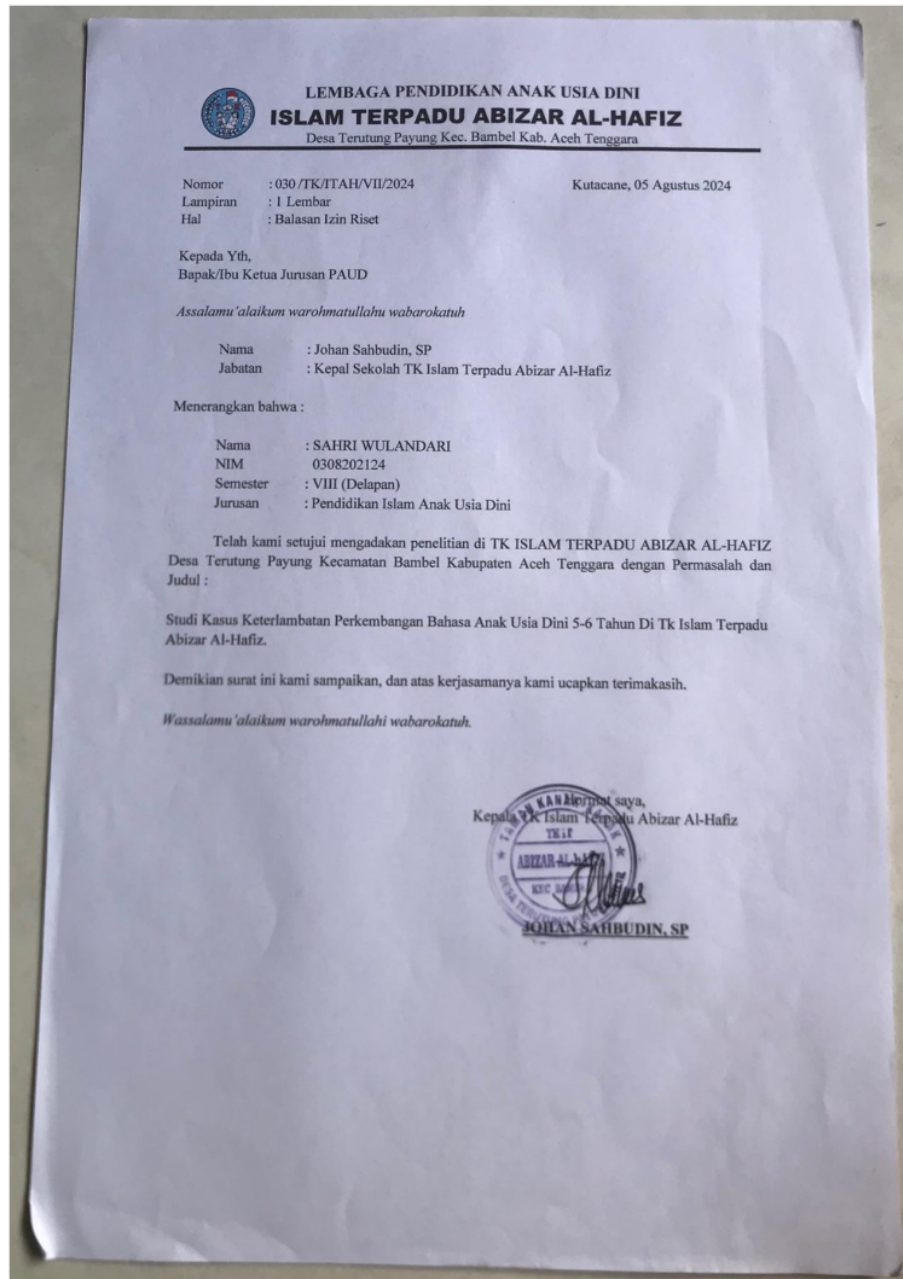 LEMBAGA PENDIDIKAN ANAK USIA DINI
ISLAM TERPADU ABIZAR AL-HAFIZ
Desa Terutung Payung Kec. Bambel Kab. Aceh Tenggara
Nomor : 030 /TK/ITAH/VII/2024 Kutacane, 05 Agustus 2024
Lampiran : 1 Lembar
Hal : Balasan Izin Riset
Kepada Yth,
Bapak/Ibu Ketua Jurusan PAUD
Assalamu'alaikum warohmatullahu wabarokatuh
Nama : Johan Sahbudin, SP
Jabatan : Kepal Sekolah TK Islam Terpadu Abizar Al-Hafiz
Menerangkan bahwa :
Nama : SAHRI WULANDARI
NIM 0308202124
Semester : VIII (Delapan)
Jurusan : Pendidikan Islam Anak Usia Dini
Telah kami setujui mengadakan penelitian di TK ISLAM TERPADU ABIZAR AL-HAFIZ
Desa Terutung Payung Kecamatan Bambel Kabupaten Aceh Tenggara dengan Permasalah dan
Judul :
Studi Kasus Keterlambatan Perkembangan Bahasa Anak Usia Dini 5-6 Tahun Di Tk Islam Terpadu
Abizar Al-Hafiz.
Demikian surat ini kami sampaikan, dan atas kerjasamanya kami ucapkan terimakasih.
Wassalamu'alaikum warohmatullahi wabarokatuh.
Hormat saya,
Kepala TK Islam Terpadu Abizar Al-Hafiz
TKIT
ABIZAR AL-
KEC
DESA TERUTUNG
JOHAN SAHBUDIN, SP